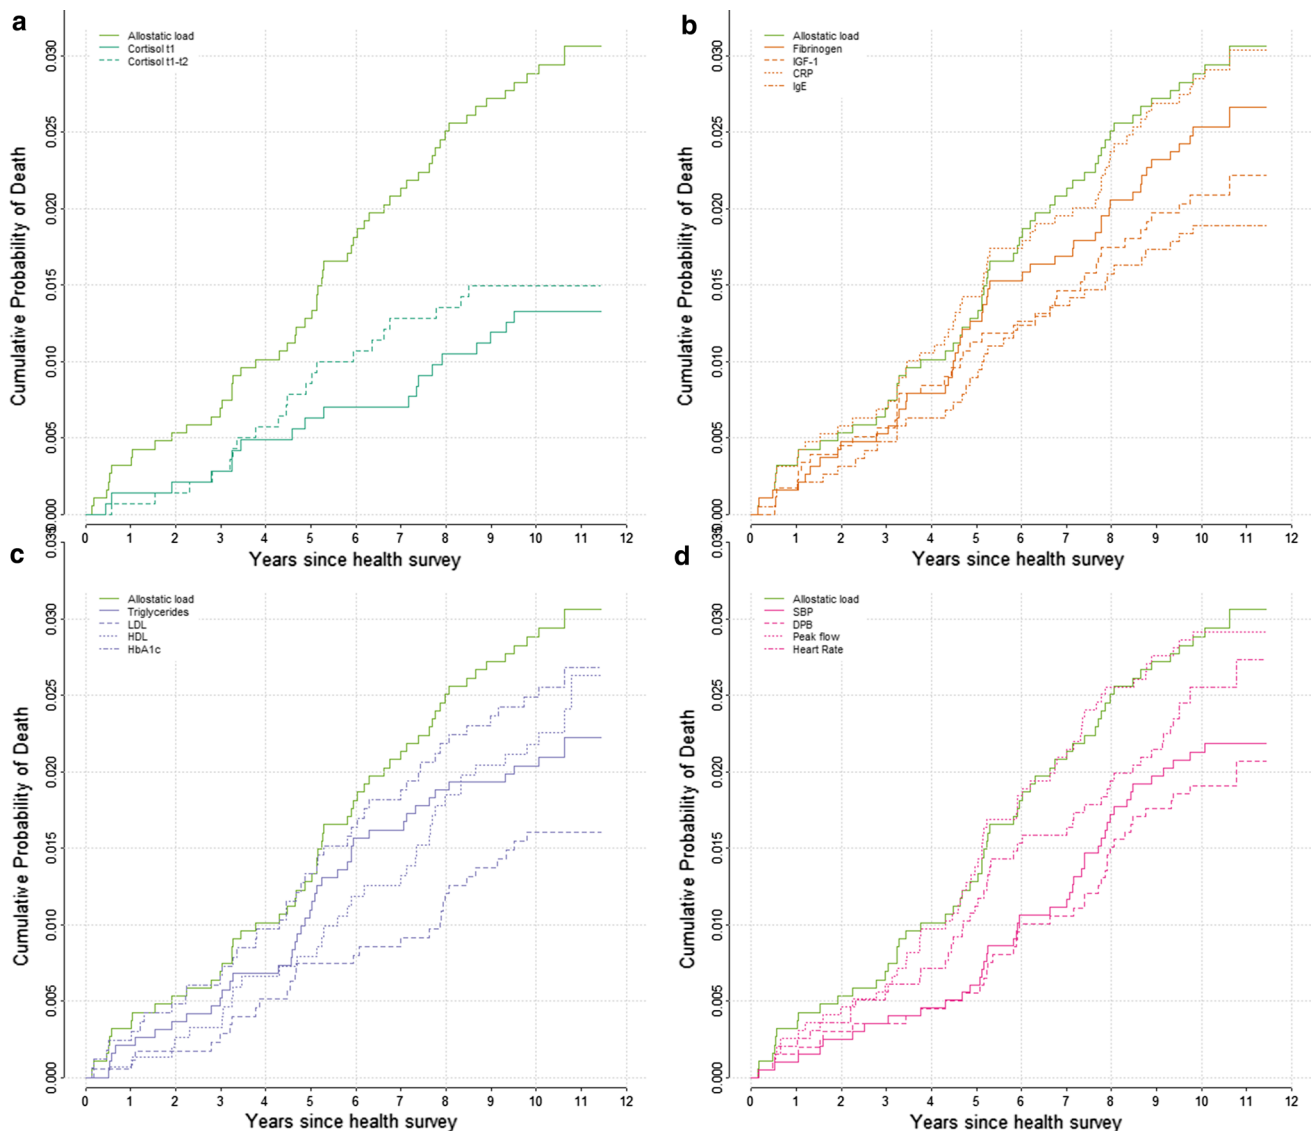 a
Allostatic load
Cortisol t1
Cortisol t1-t2
Cumulative Probability of Death
0.030
0.025
0.020
0.015
0.010
0.005
0.000
0 1 2 3 4 5 6 7 8 9 10 11 12
Years since health survey
b
Allostatic load
Fibrinogen
IGF-1
CRP
IgE
Cumulative Probability of Death
0.030
0.025
0.020
0.015
0.010
0.005
0.000
0 1 2 3 4 5 6 7 8 9 10 11 12
Years since health survey
c
Allostatic load
Triglycerides
LDL
HDL
HbA1c
Cumulative Probability of Death
0.035
0.030
0.025
0.020
0.015
0.010
0.005
0.000
0 1 2 3 4 5 6 7 8 9 10 11 12
Years since health survey
d
Allostatic load
SBP
DPB
Peak flow
Heart Rate
Cumulative Probability of Death
0.035
0.030
0.025
0.020
0.015
0.010
0.005
0.000
0 1 2 3 4 5 6 7 8 9 10 11 12
Years since health survey